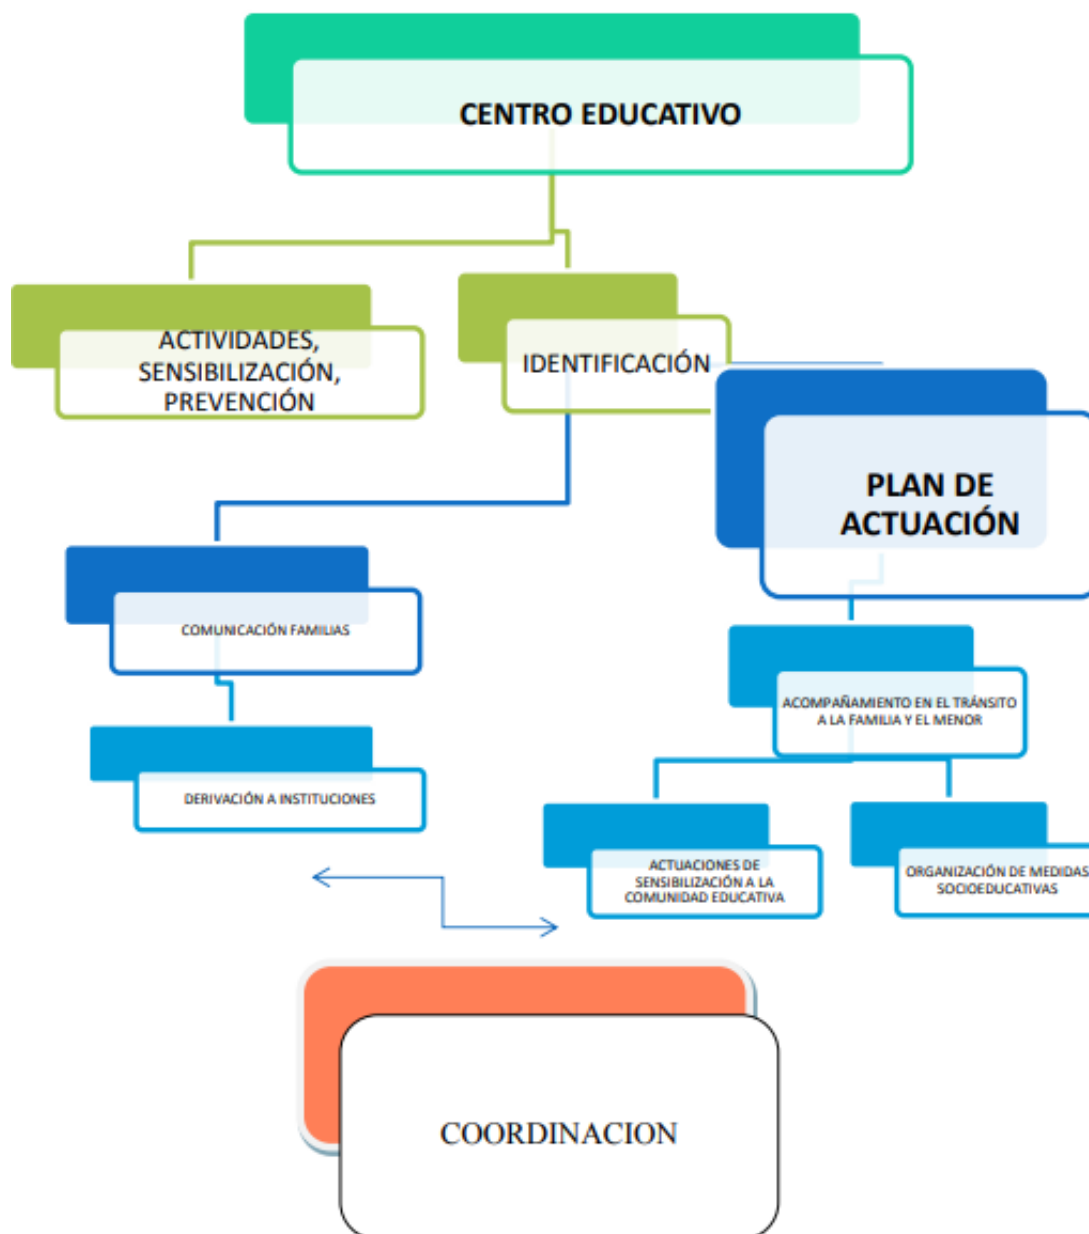 CENTRO EDUCATIVO
ACTIVIDADES,
SENSIBILIZACIÓN,
PREVENCIÓN
IDENTIFICACIÓN
PLAN DE
ACTUACIÓN
COMUNICACIÓN FAMILIAS
DERIVACIÓN A INSTITUCIONES
ACOMPAÑAMIENTO EN EL TRÁNSITO
A LA FAMILIA Y EL MENOR
ACTUACIONES DE
SENSIBILIZACIÓN A LA
COMUNIDAD EDUCATIVA
ORGANIZACIÓN DE MEDIDAS
SOCIOEDUCATIVAS
COORDINACION